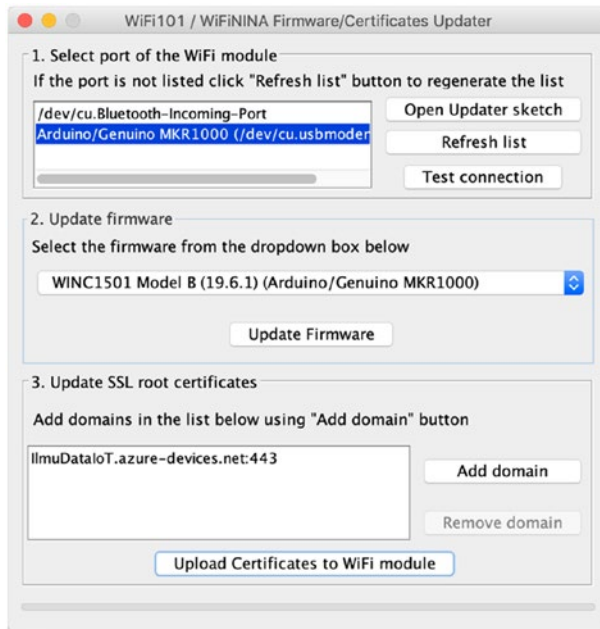 WiFi101 / WiFiNINA Firmware/Certificates Updater
1. Select port of the WiFi module
If the port is not listed click "Refresh list" button to regenerate the list
/dev/cu.Bluetooth-Incoming-Port
Arduino/Genuino MKR1000 (/dev/cu.usbmoder
Open Updater sketch
Refresh list
Test connection
2. Update firmware
Select the firmware from the dropdown box below
WINC1501 Model B (19.6.1) (Arduino/Genuino MKR1000)
Update Firmware
3. Update SSL root certificates
Add domains in the list below using "Add domain" button
IlmuDataIoT.azure-devices.net:443
Add domain
Remove domain
Upload Certificates to WiFi module